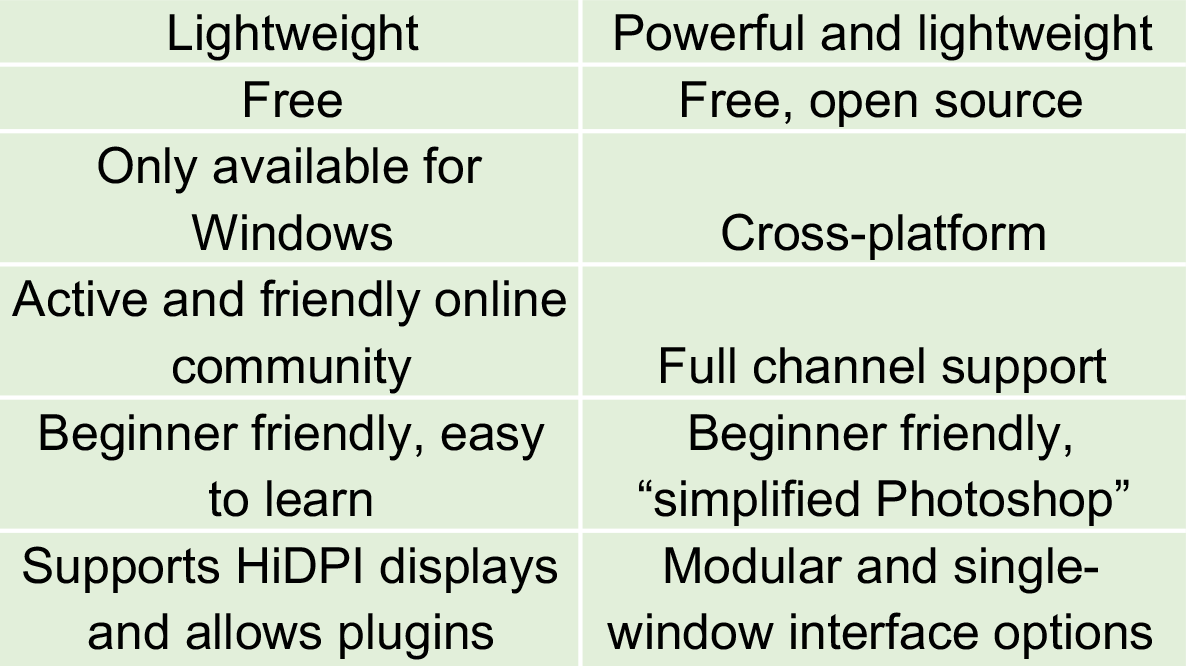 Lightweight
Powerful and lightweight
Free
Free, open source
Only available for
Windows
Cross-platform
Active and friendly online
community
Full channel support
Beginner friendly, easy
to learn
Beginner friendly,
“simplified Photoshop”
Supports HiDPI displays
and allows plugins
Modular and single-
window interface options